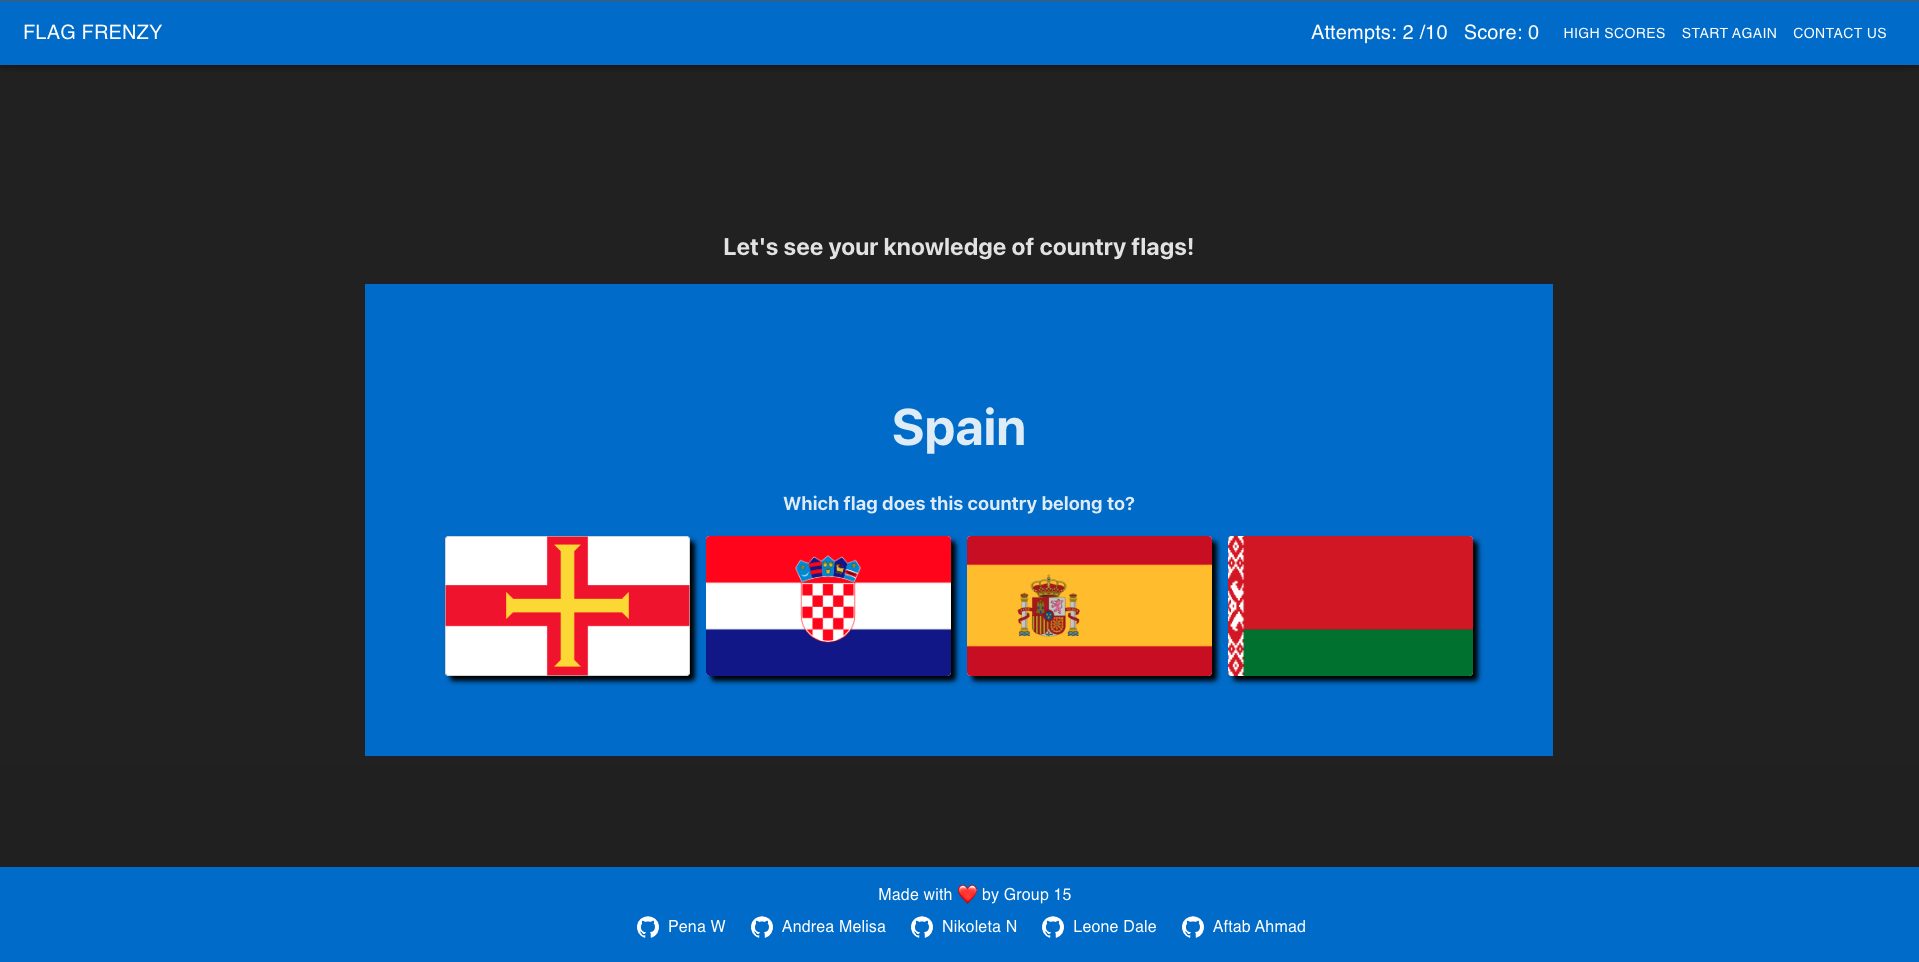 FLAG FRENZY
Attempts: 2 /10 Score: 0 HIGH SCORES START AGAIN CONTACT US
Let's see your knowledge of country flags!
Spain
Which flag does this country belong to?
Made with ❤️ by Group 15
Pena W Andrea Melisa Nikoleta N Leone Dale Aftab Ahmad